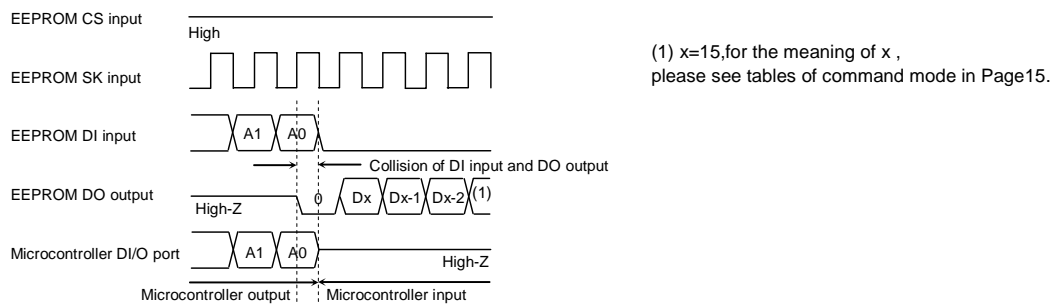 EEPROM CS input
High
(1) x=15,for the meaning of x ,
please see tables of command mode in Page15.
EEPROM SK input
EEPROM DI input
A1 A0
Collision of DI input and DO output
EEPROM DO output
High-Z
0 Dx Dx-1 Dx-2 (1)
Microcontroller DI/O port
A1 A0
High-Z
Microcontroller output Microcontroller input